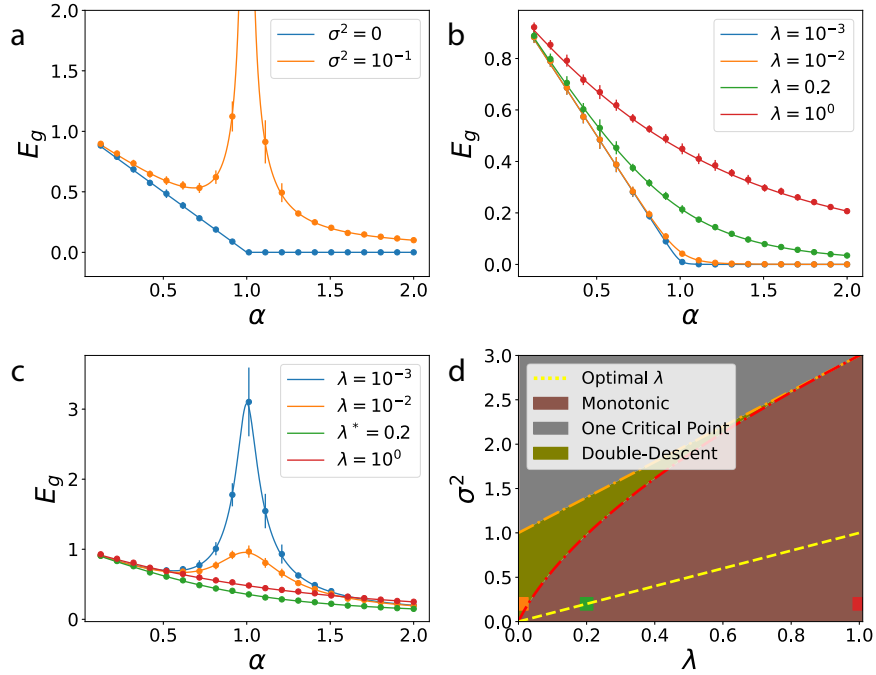 a
σ² = 0
σ² = 10⁻¹
2.0
1.5
1.0
0.5
0.0
E_g
0.5
1.0
1.5
2.0
α
b
λ = 10⁻³
λ = 10⁻²
λ = 0.2
λ = 10⁰
0.8
0.6
0.4
0.2
0.0
E_g
0.5
1.0
1.5
2.0
α
c
λ = 10⁻³
λ = 10⁻²
λ* = 0.2
λ = 10⁰
3
2
1
0
E_g
0.5
1.0
1.5
2.0
α
d
Optimal λ
Monotonic
One Critical Point
Double-Descent
3.0
2.5
2.0
1.5
1.0
0.5
0.0
σ²
0.0
0.2
0.4
0.6
0.8
1.0
λ